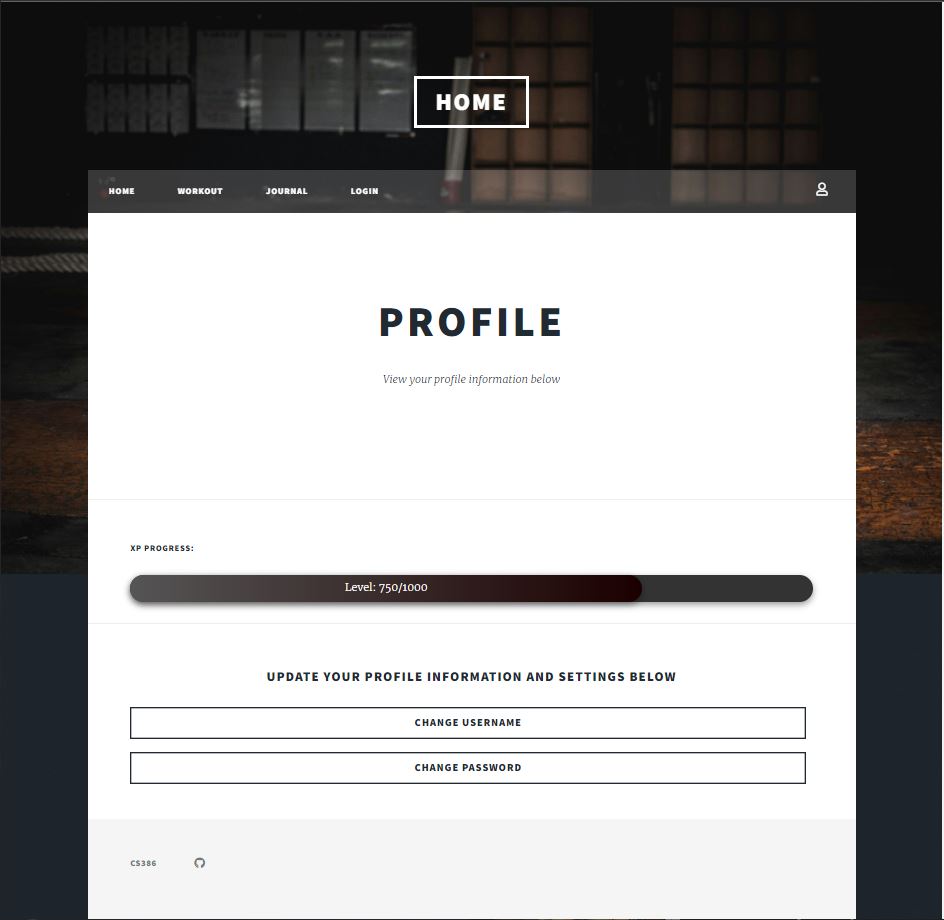 HOME
HOME WORKOUT JOURNAL LOGIN
PROFILE
View your profile information below
XP PROGRESS:
Level: 750/1000
UPDATE YOUR PROFILE INFORMATION AND SETTINGS BELOW
CHANGE USERNAME
CHANGE PASSWORD
CS386